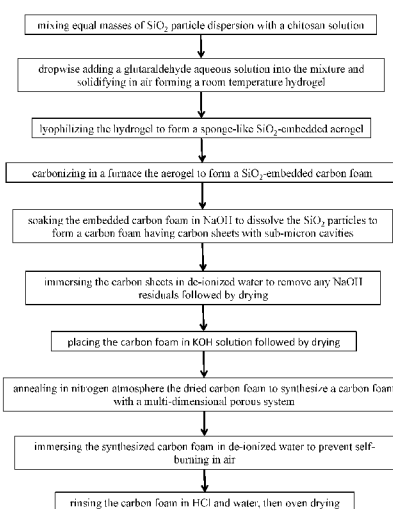 mixing equal masses of SiO₂ particle dispersion with a chitosan solution
dropwise adding a glutaraldehyde aqueous solution into the mixture and
solidifying in air forming a room temperature hydrogel
lyophilizing the hydrogel to form a sponge-like SiO₂-embedded aerogel
carbonizing in a furnace the aerogel to form a SiO₂-embedded carbon foam
soaking the embedded carbon foam in NaOH to dissolve the SiO₂ particles to
form a carbon foam having carbon sheets with sub-micron cavities
immersing the carbon sheets in de-ionized water to remove any NaOH
residuals followed by drying
placing the carbon foam in KOH solution followed by drying
annealing in nitrogen atmosphere the dried carbon foam to synthesize a carbon foam
with a multi-dimensional porous system
immersing the synthesized carbon foam in de-ionized water to prevent self-
burning in air
rinsing the carbon foam in HCl and water, then oven drying